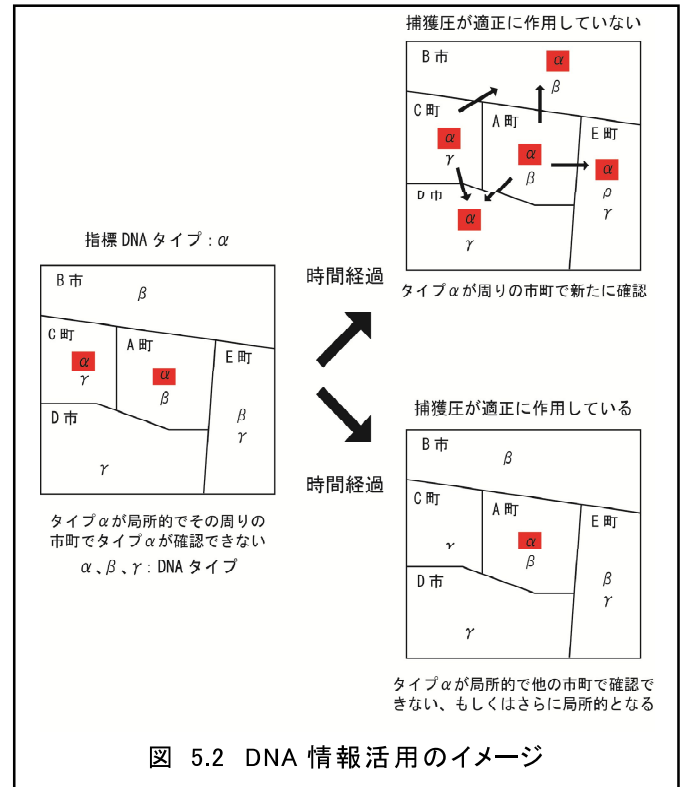 捕獲圧が適正に作用していない
B市
α
β
C町
A町
E町
α
γ
α
β
α
ρ
γ
D市
α
γ
タイプαが周りの市町で新たに確認
指標DNAタイプ:α
時間経過
B市
β
C町
A町
E町
α
γ
α
β
β
γ
D市
γ
タイプαが局所的でその周りの
市町でタイプαが確認できない
α、β、γ:DNAタイプ
時間経過
捕獲圧が適正に作用している
B市
β
C町
A町
E町
γ
α
β
β
γ
D市
γ
タイプαが局所的で他の市町で確認で
きない、もしくはさらに局所的となる
図 5.2 DNA 情報活用のイメージ